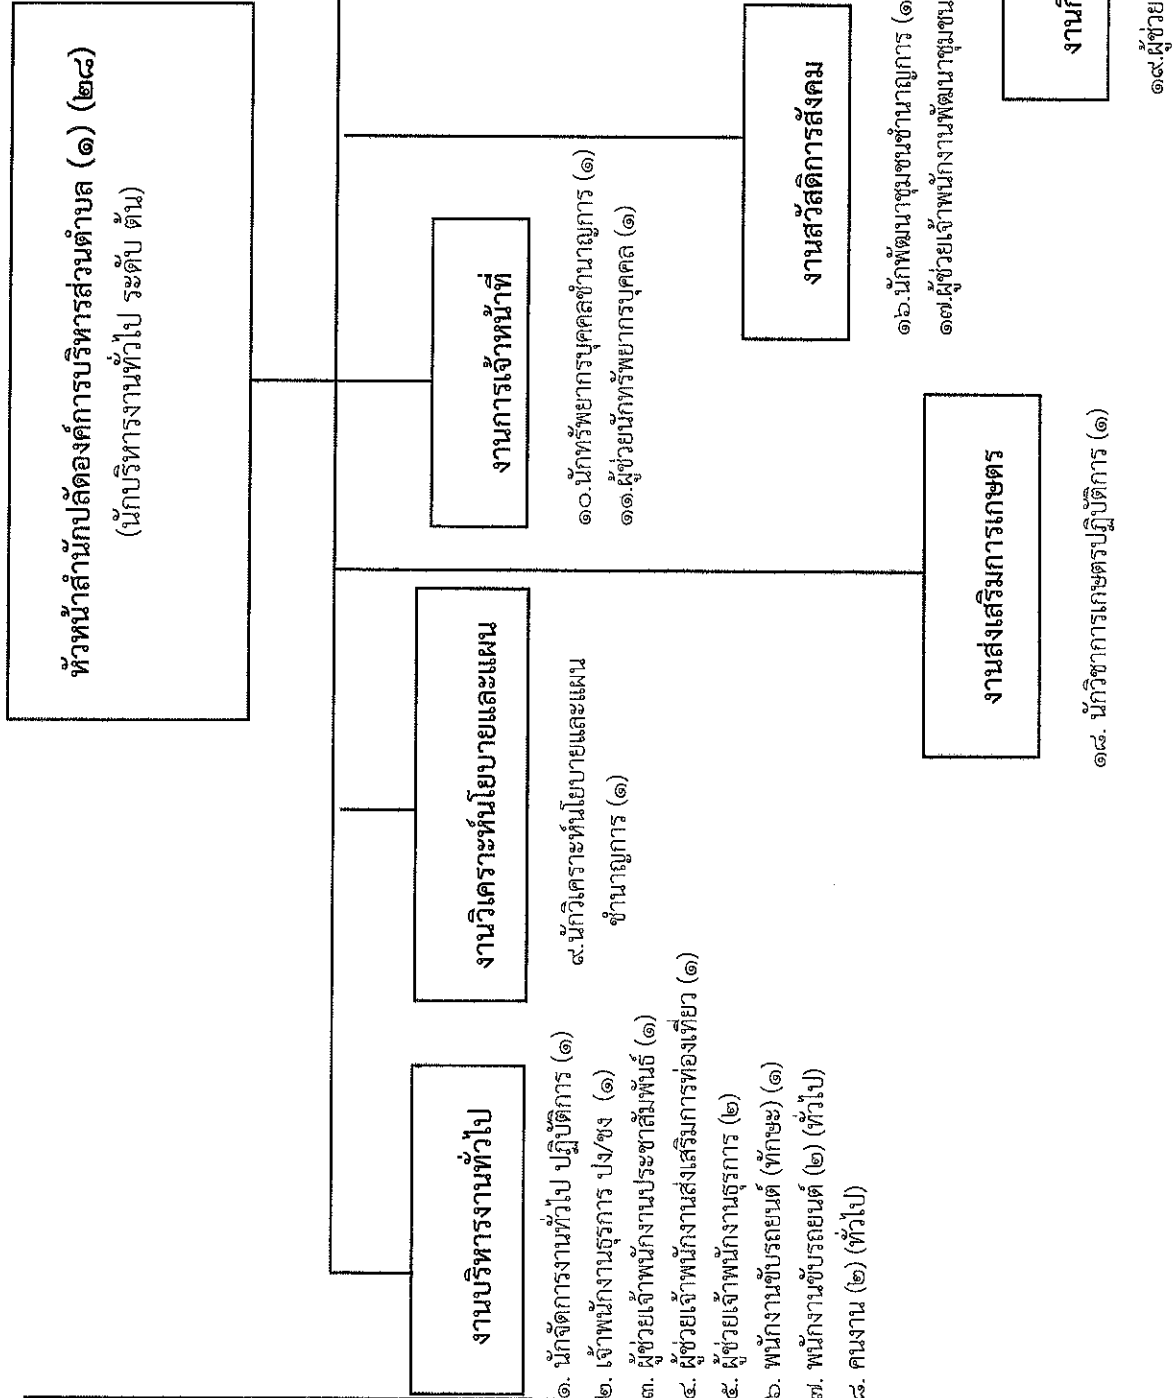 หัวหน้าสำนักปลัดองค์การบริหารส่วนตำบล (๑) (๒๘)
(นักบริหารงานทั่วไป ระดับ ต้น)
งานบริหารงานทั่วไป
๑. นักจัดการงานทั่วไป ปฏิบัติการ (๑)
๒. เจ้าพนักงานธุรการ ปง/ชง (๑)
๓. ผู้ช่วยเจ้าพนักงานประชาสัมพันธ์ (๑)
๔. ผู้ช่วยเจ้าพนักงานส่งเสริมการท่องเที่ยว (๑)
๕. ผู้ช่วยเจ้าพนักงานธุรการ (๒)
๖. พนักงานขับรถยนต์ (ทักษะ) (๑)
๗. พนักงานขับรถยนต์ (๒) (ทั่วไป)
๘. คนงาน (๒) (ทั่วไป)
งานวิเคราะห์นโยบายและแผน
๙.นักวิเคราะห์นโยบายและแผน
ชำนาญการ (๑)
งานการเจ้าหน้าที่
๑๐.นักทรัพยากรบุคคลชำนาญการ (๑)
๑๑.ผู้ช่วยนักทรัพยากรบุคคล (๑)
งานสวัสดิการสังคม
๑๖.นักพัฒนาชุมชนชำนาญการ (๑
๑๗.ผู้ช่วยเจ้าพนักงานพัฒนาชุมชน
งานส่งเสริมการเกษตร
๑๘. นักวิชาการเกษตรปฏิบัติการ (๑)
๑๙.ผู้ช่วย